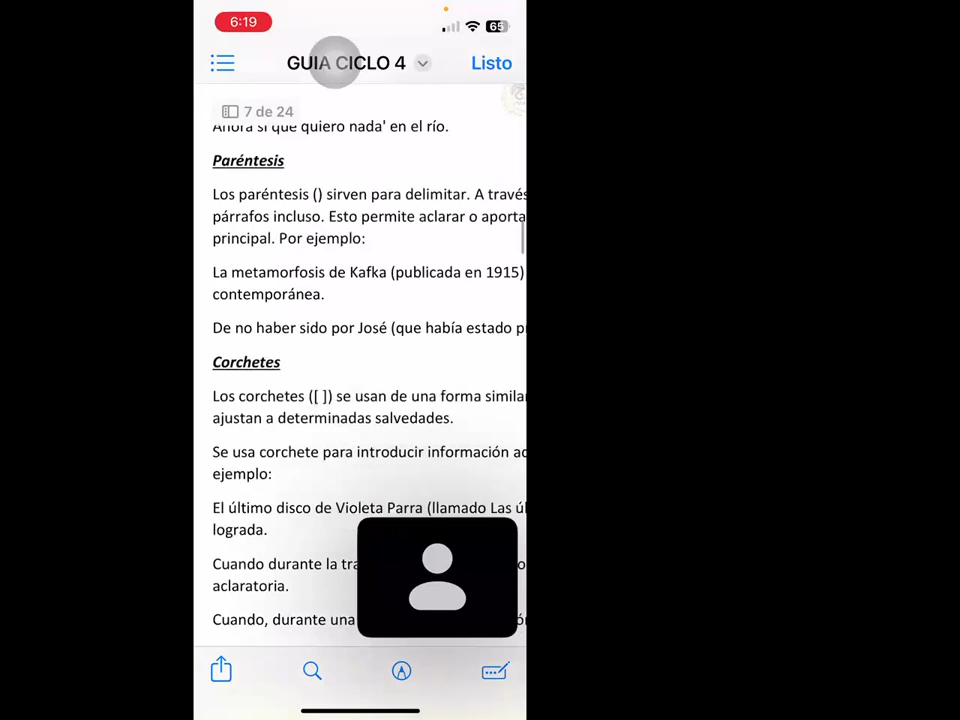 6:19
65
GUIA CICLO 4
Listo
7 de 24
Ahora si que quiero nada' en el río.
Paréntesis
Los paréntesis () sirven para delimitar. A través
párrafos incluso. Esto permite aclarar o aporta
principal. Por ejemplo:
La metamorfosis de Kafka (publicada en 1915)
contemporánea.
De no haber sido por José (que había estado
Corchetes
Los corchetes ([ ]) se usan de una forma
ajustan a determinadas salvedades.
Se usa corchete para introducir información
ejemplo:
El último disco de Violeta Parra (llamado Las
lograda.
Cuando durante la
aclaratoria.
Cuando, durante una